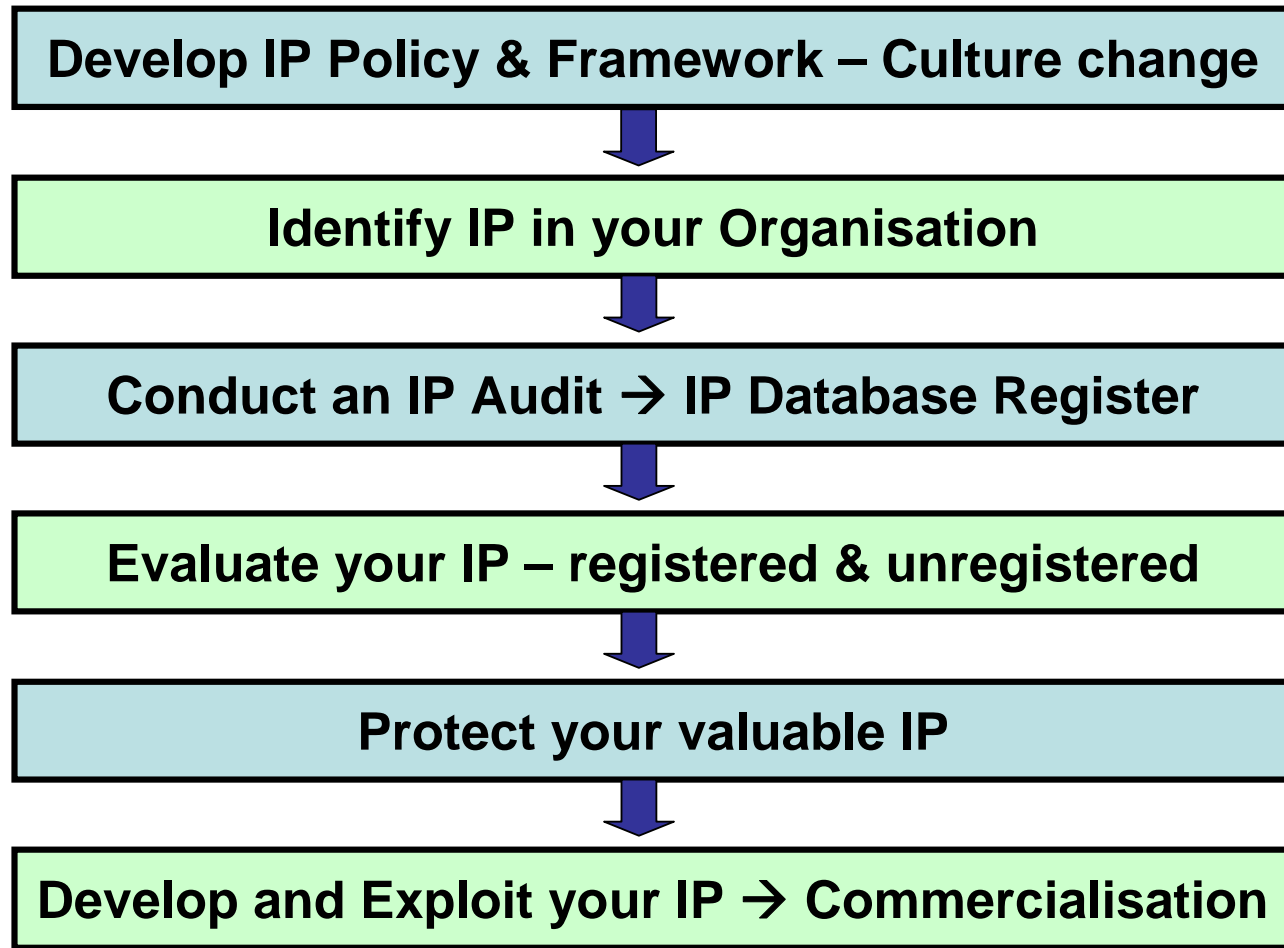 Develop IP Policy & Framework – Culture change
Identify IP in your Organisation
Conduct an IP Audit → IP Database Register
Evaluate your IP – registered & unregistered
Protect your valuable IP
Develop and Exploit your IP → Commercialisation